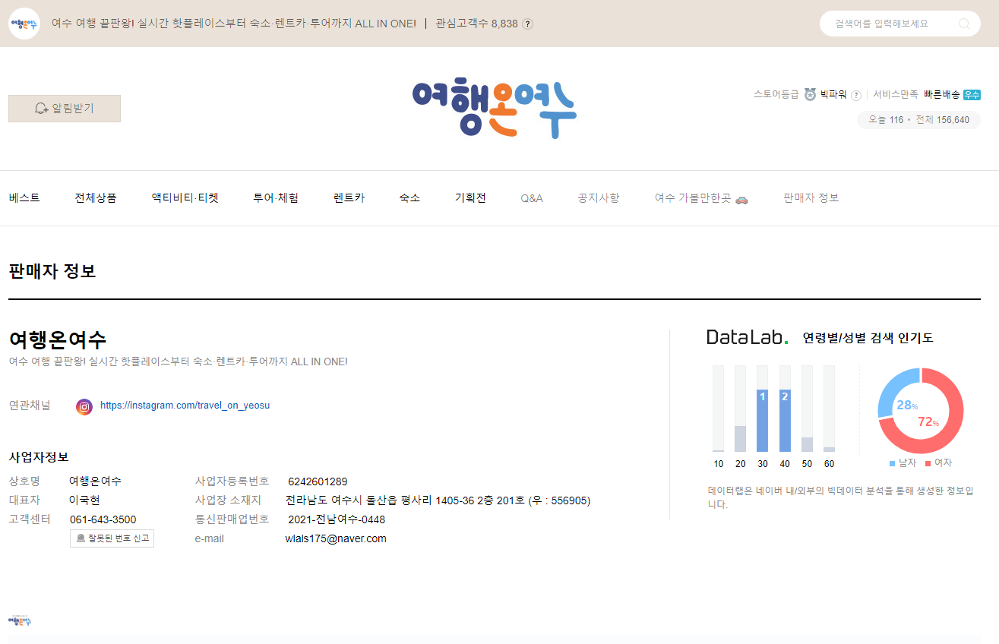 여행온여수
여수 여행 끝판왕! 실시간 핫플레이스부터 숙소·렌트카·투어까지 ALL IN ONE! | 관심고객수 8,838 ?
검색어를 입력해보세요
알림받기
여행온여수
스토어등급 빅파워 ? 서비스만족 빠른배송 우수
오늘 116 • 전체 156,640
베스트 전체상품 액티비티·티켓 투어·체험 렌트카 숙소 기획전 Q&A 공지사항 여수 가볼만한곳 🚗 판매자 정보
판매자 정보
여행온여수
여수 여행 끝판왕! 실시간 핫플레이스부터 숙소·렌트카·투어까지 ALL IN ONE!
연관채널 https://instagram.com/travel_on_yeosu
사업자정보
상호명 여행온여수 사업자등록번호 6242601289
대표자 이국현 사업장 소재지 전라남도 여수시 돌산읍 평사리 1405-36 2층 201호 (우 : 556905)
고객센터 061-643-3500 통신판매업번호 2021-전남여수-0448
잘못된 번호 신고 e-mail wlals175@naver.com
DataLab. 연령별/성별 검색 인기도
1 2
10 20 30 40 50 60
28%
72%
남자 여자
데이터랩은 네이버 내/외부의 빅데이터 분석을 통해 생성한 정보입
니다.
여행온여수